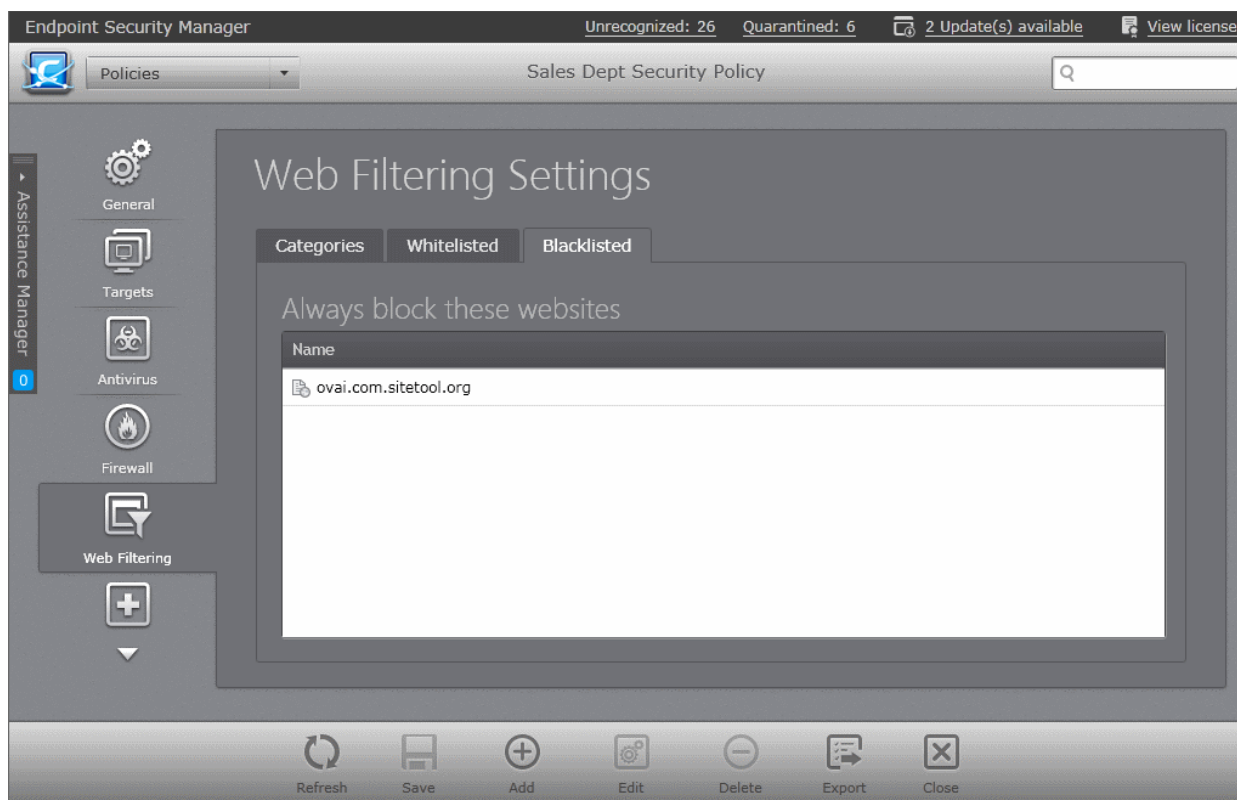 Endpoint Security Manager Unrecognized: 26 Quarantined: 6 2 Update(s) available View license
Policies Sales Dept Security Policy
Assistance Manager
0
General
Targets
Antivirus
Firewall
Web Filtering
Web Filtering Settings
Categories Whitelisted Blacklisted
Always block these websites
Name
ovai.com.sitetool.org
Refresh Save Add Edit Delete Export Close